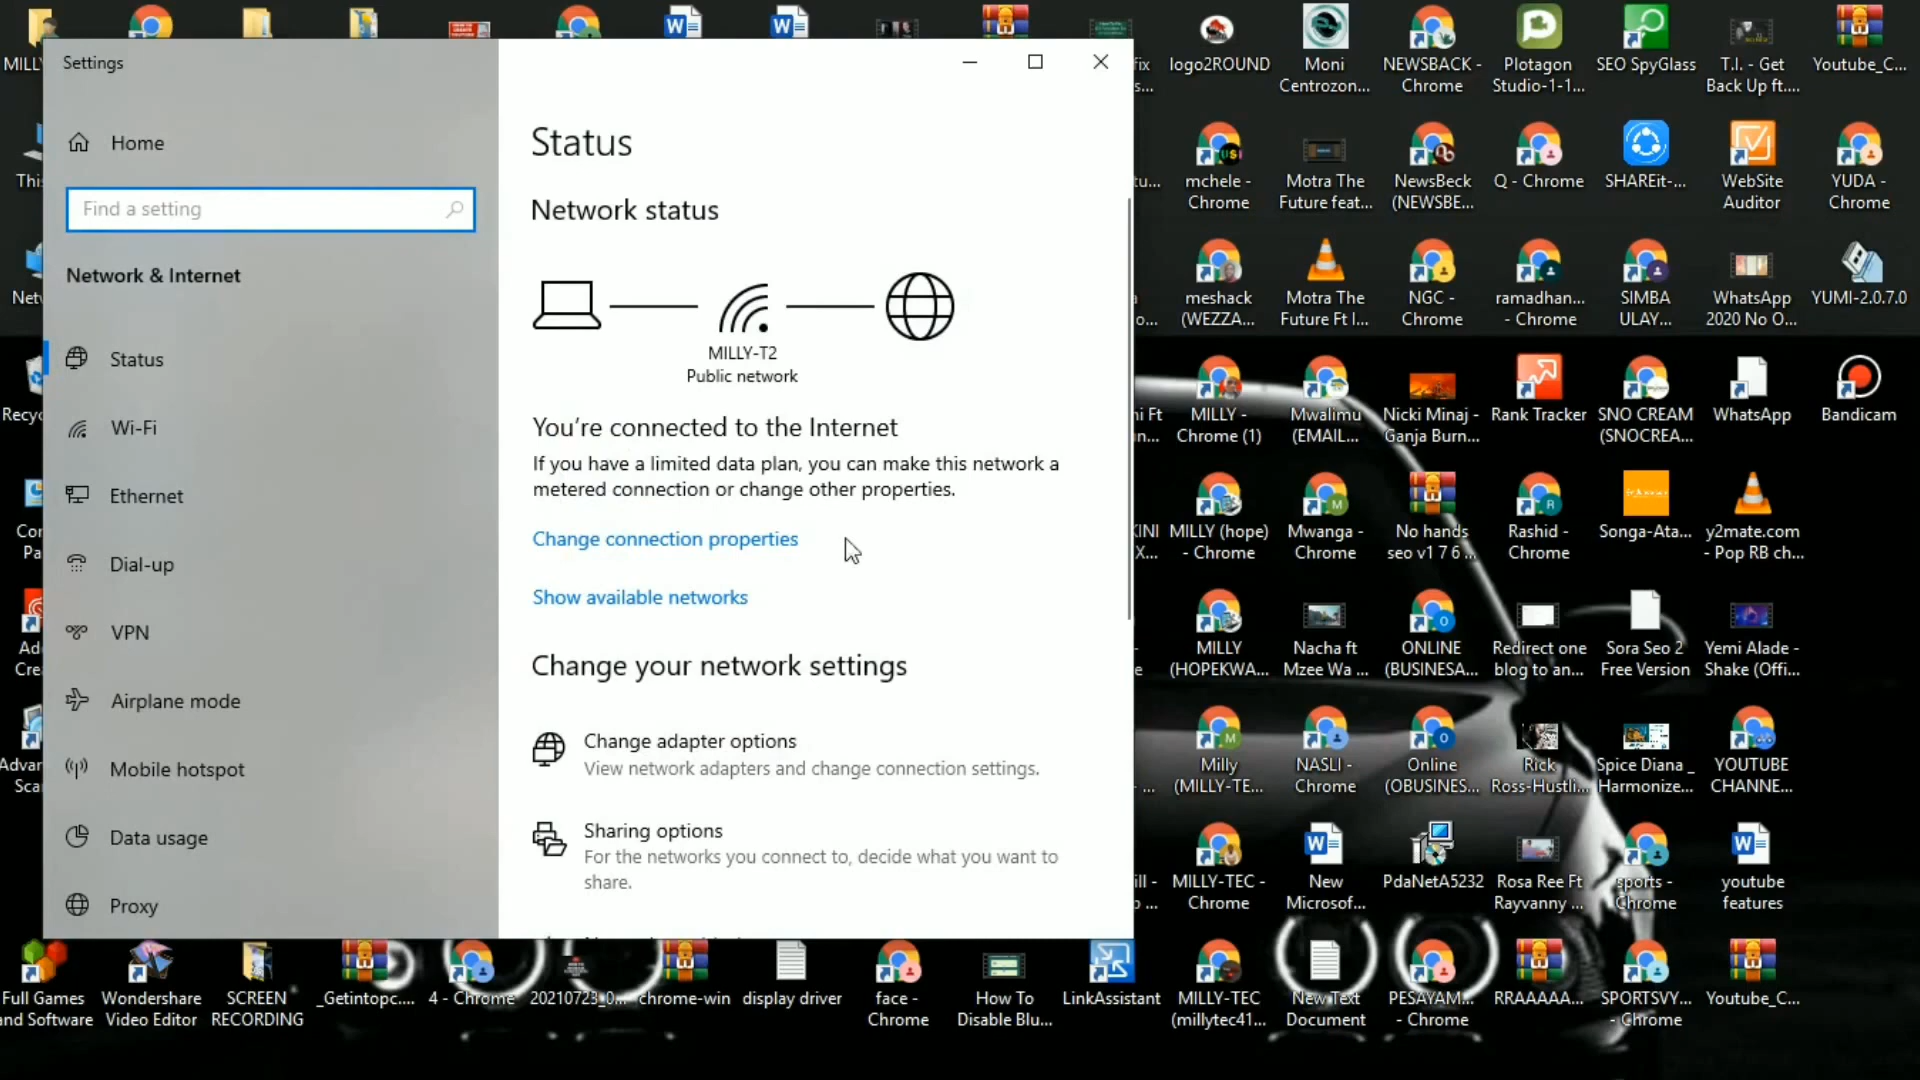 Settings
Home
Find a setting
Network & Internet
Status
Wi-Fi
Ethernet
Dial-up
VPN
Airplane mode
Mobile hotspot
Data usage
Proxy
Status
Network status
MILLY-T2
Public network
You're connected to the Internet
If you have a limited data plan, you can make this network a
metered connection or change other properties.
Change connection properties
Show available networks
Change your network settings
Change adapter options
View network adapters and change connection settings.
Sharing options
For the networks you connect to, decide what you want to
share.
logo2ROUND
Moni
Centrozon...
NEWSBACK -
Chrome
Plotagon
Studio-1-1...
SEO SpyGlass
T.I. - Get
Back Up ft....
Youtube_C...
mchele -
Chrome
Motra The
Future feat...
NewsBeck
(NEWSBE...
Q - Chrome
SHAREit-...
WebSite
Auditor
YUDA -
Chrome
meshack
(WEZZA...
Motra The
Future Ft I...
NGC -
Chrome
ramadhan...
- Chrome
SIMBA
ULAY...
WhatsApp
2020 No O...
YUMI-2.0.7.0
MILLY -
Chrome (1)
Mwalimu
(EMAIL...
Nicki Minaj -
Ganja Burn...
Rank Tracker
SNO CREAM
(SNOCREA...
WhatsApp
Bandicam
MILLY (hope)
- Chrome
Mwanga -
Chrome
No hands
seo v1 7 6 ...
Rashid -
Chrome
Songa-Ata...
y2mate.com
- Pop RB ch...
MILLY
(HOPEKWA...
Nacha ft
Mzee Wa ...
ONLINE
(BUSINESA...
Redirect one
blog to an...
Sora Seo 2
Free Version
Yemi Alade -
Shake (Offi...
Milly
(MILLY-TE...
NASLI -
Chrome
Online
(OBUSINES...
Rick
Ross-Hustli...
Spice Diana _
Harmonize...
YOUTUBE
CHANNE...
MILLY-TEC -
Chrome
New
Microsof...
PdaNetA5232
Rosa Ree Ft
Rayvanny ...
sports -
Chrome
youtube
features
Full Games
and Software
Wondershare
Video Editor
SCREEN
RECORDING
_Getintopc....
4 - Chrome
20210723_0...
chrome-win
display driver
face -
Chrome
How To
Disable Blu...
LinkAssistant
MILLY-TEC
(millytec41...
New Text
Document
PESAYAM...
- Chrome
RRAAAAA...
SPORTSVY...
- Chrome
Youtube_C...